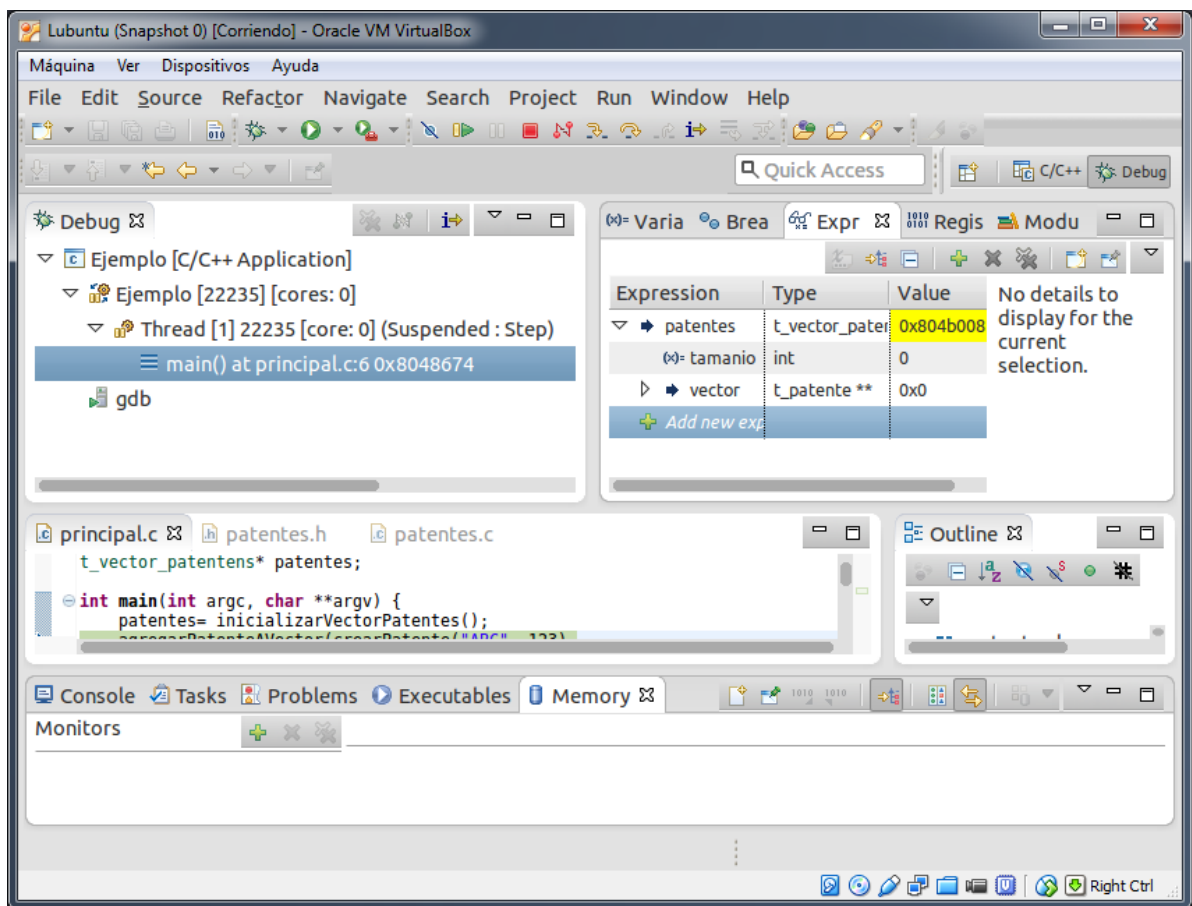 Lubuntu (Snapshot 0) [Corriendo] - Oracle VM VirtualBox
Máquina Ver Dispositivos Ayuda
File Edit Source Refactor Navigate Search Project Run Window Help
Quick Access C/C++ Debug
Debug
Ejemplo [C/C++ Application]
Ejemplo [22235] [cores: 0]
Thread [1] 22235 [core: 0] (Suspended : Step)
main() at principal.c:6 0x8048674
gdb
(x)= Varia Brea Expr Regis Modu
Expression Type Value
patentes t_vector_pater 0x804b008
(x)= tamanio int 0
vector t_patente ** 0x0
Add new exp
No details to
display for the
current
selection.
principal.c patentes.h patentes.c
t_vector_patentens* patentes;
int main(int argc, char **argv) {
patentes= inicializarVectorPatentes();
agregarPatenteAVector(crearPatente("ABC", 123)
Outline
Console Tasks Problems Executables Memory
Monitors
Right Ctrl